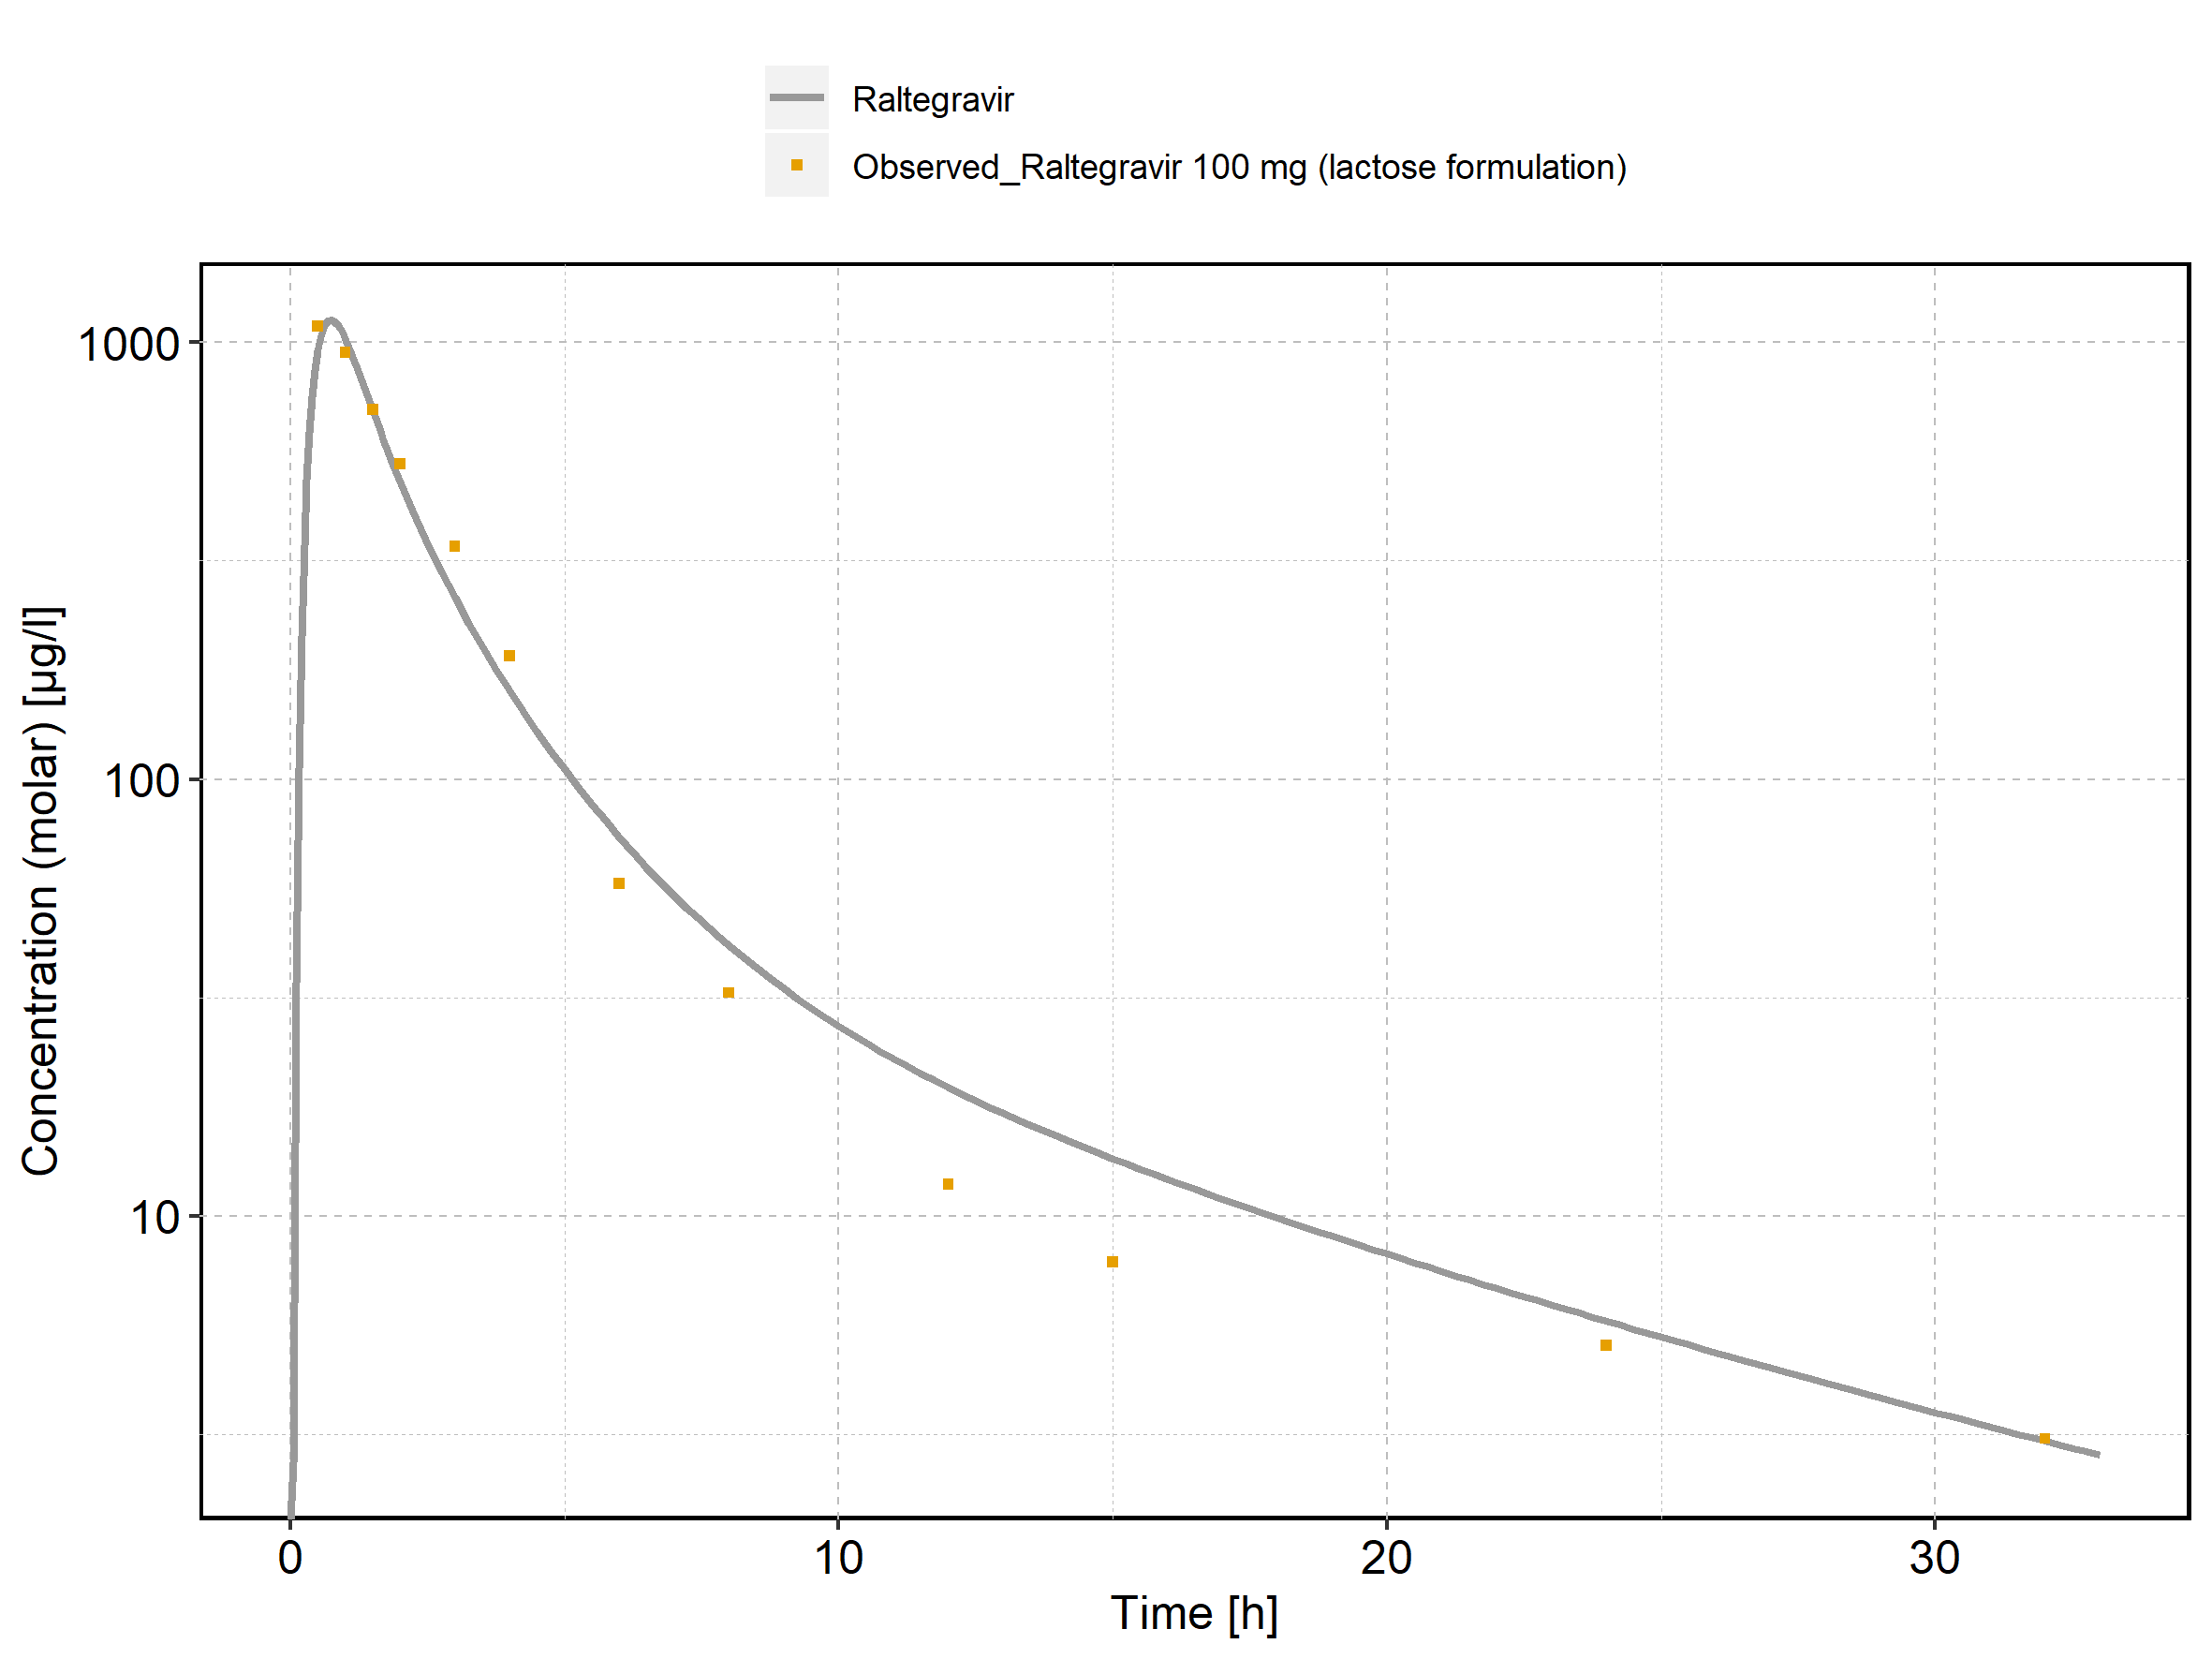 Raltegravir
Observed_Raltegravir 100 mg (lactose formulation)
Concentration (molar) [µg/l]
1000
100
10
0 10 20 30
Time [h]